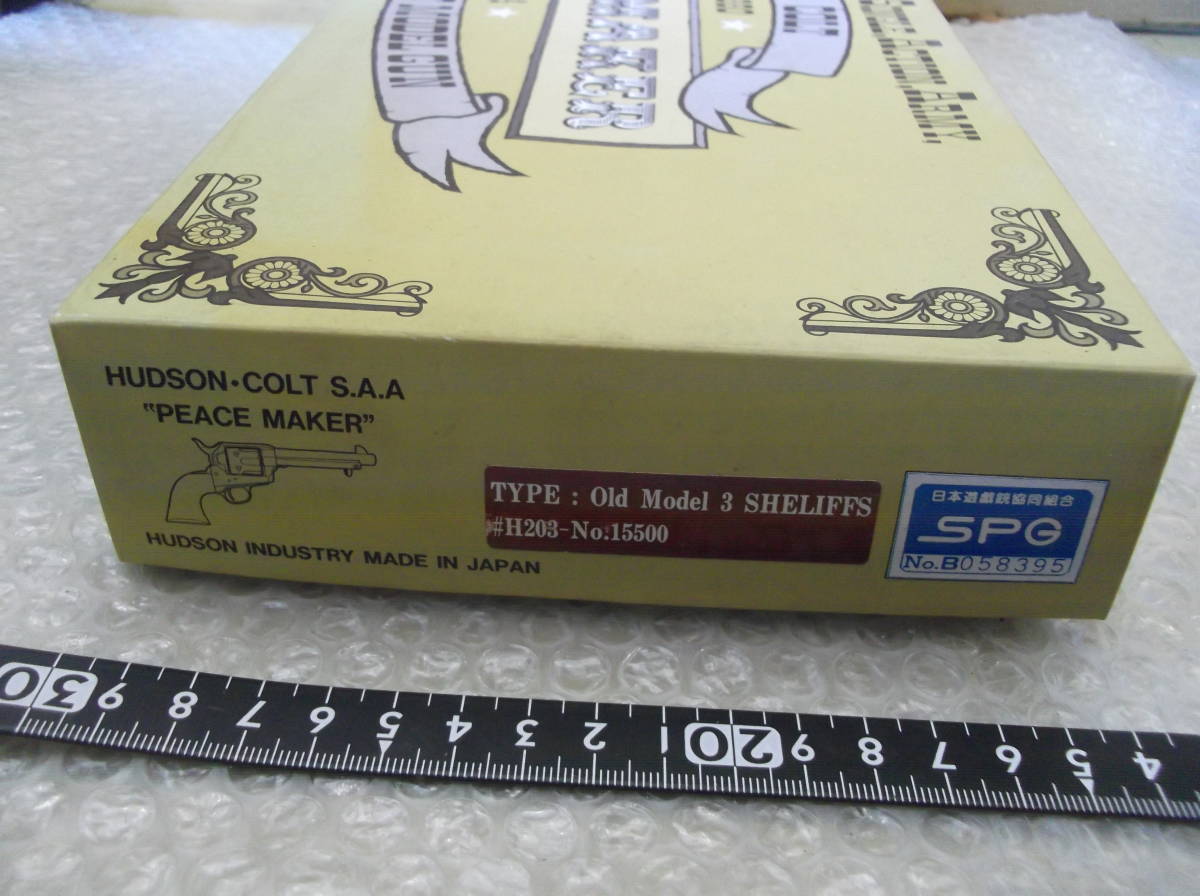 HUDSON•COLT S.A.A
"PEACE MAKER"
HUDSON INDUSTRY MADE IN JAPAN
TYPE : Old Model 3 SHELIFFS
#H203-No.15500
日本遊戯銃協同組合
SPG
No.B058395
30 9 8 7 6 5 4 3 2 1 20 9 8 7 6 5 4